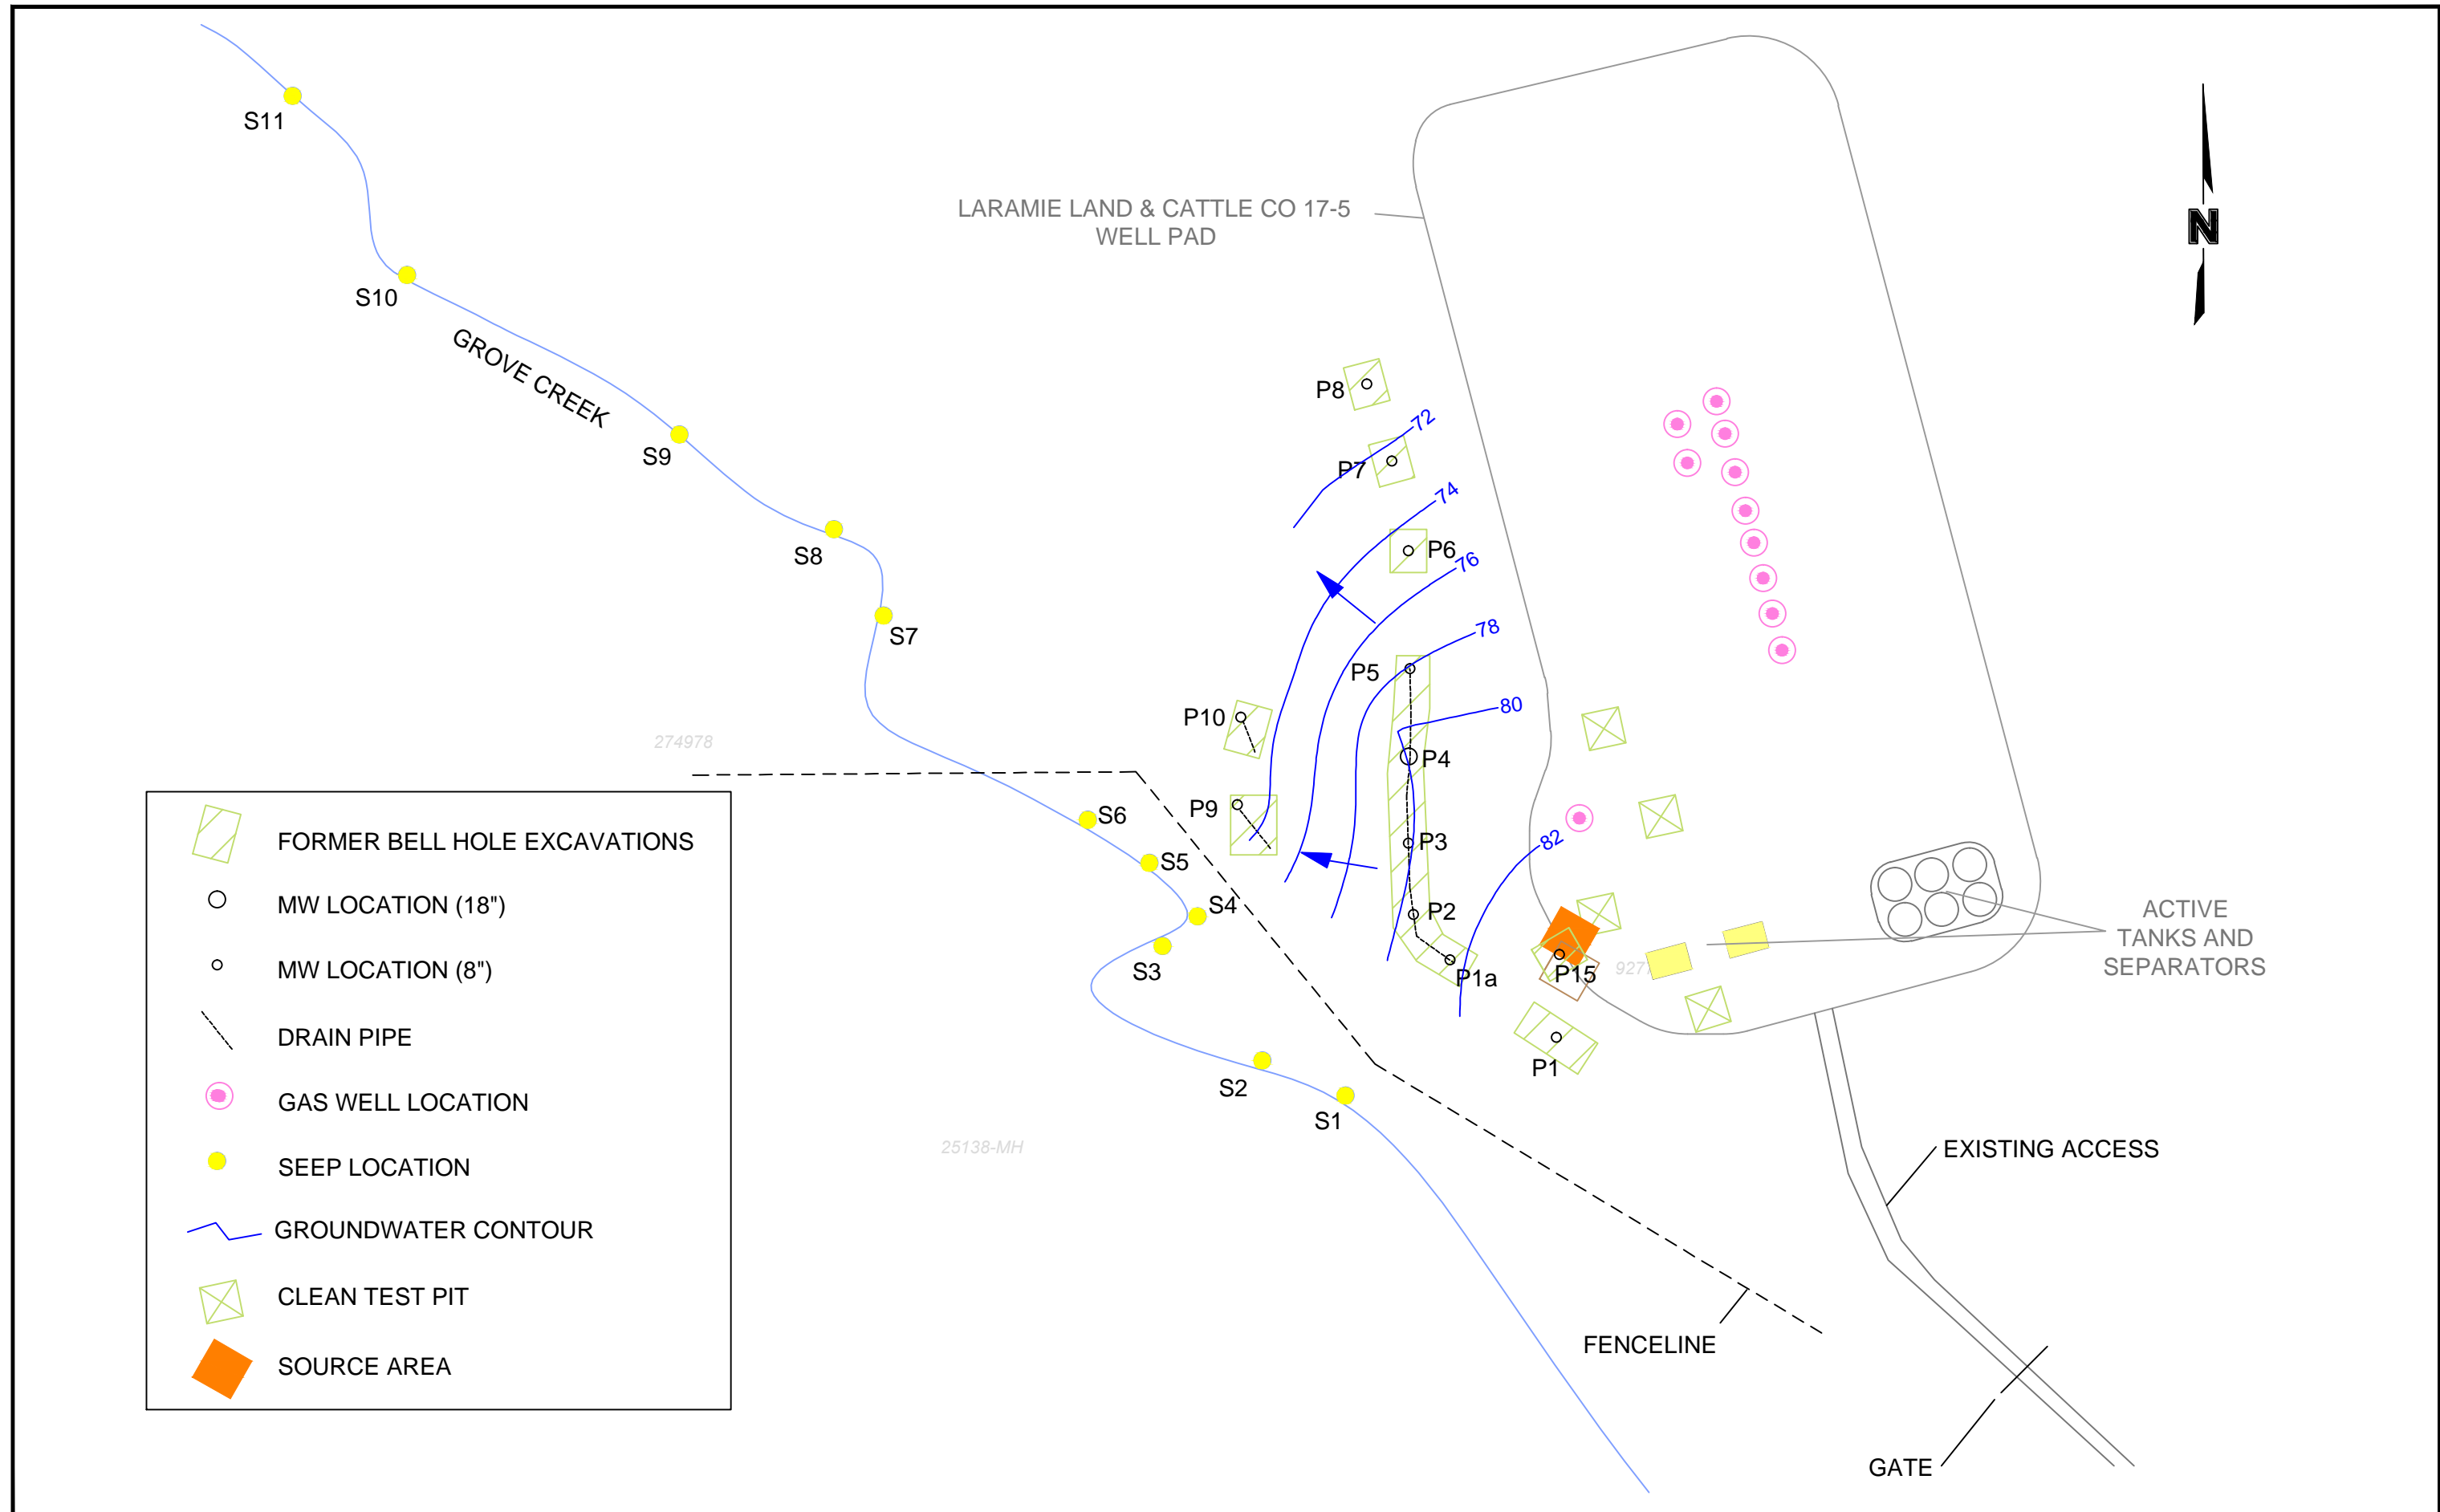 S11
LARAMIE LAND & CATTLE CO 17-5
WELL PAD
N
S10
GROVE CREEK
P8
72
S9
P7
74
S8
P6
76
S7
78
P5
80
P10
P4
274978
P9
S6
82
P3
S5
S4
P2
S3
P1a
P15
927
ACTIVE
TANKS AND
SEPARATORS
P1
S2
S1
25138-MH
EXISTING ACCESS
FENCELINE
GATE
FORMER BELL HOLE EXCAVATIONS
MW LOCATION (18")
MW LOCATION (8")
DRAIN PIPE
GAS WELL LOCATION
SEEP LOCATION
GROUNDWATER CONTOUR
CLEAN TEST PIT
SOURCE AREA